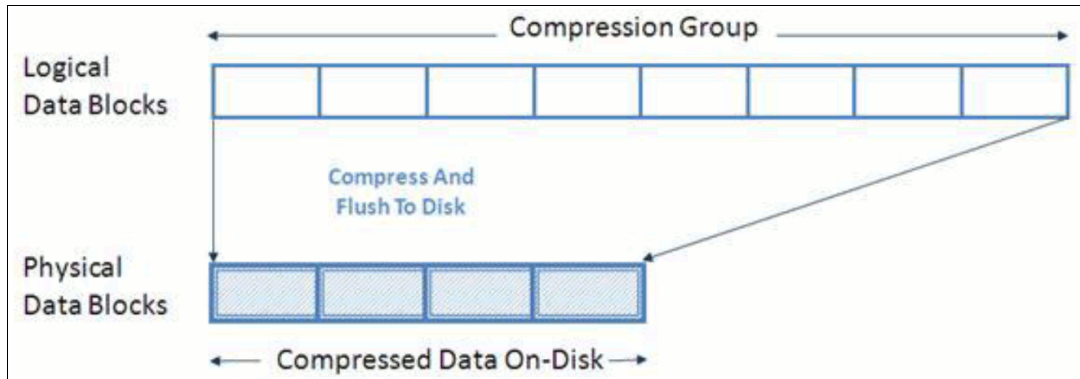 Compression Group
Logical
Data Blocks
Compress And
Flush To Disk
Physical
Data Blocks
Compressed Data On-Disk